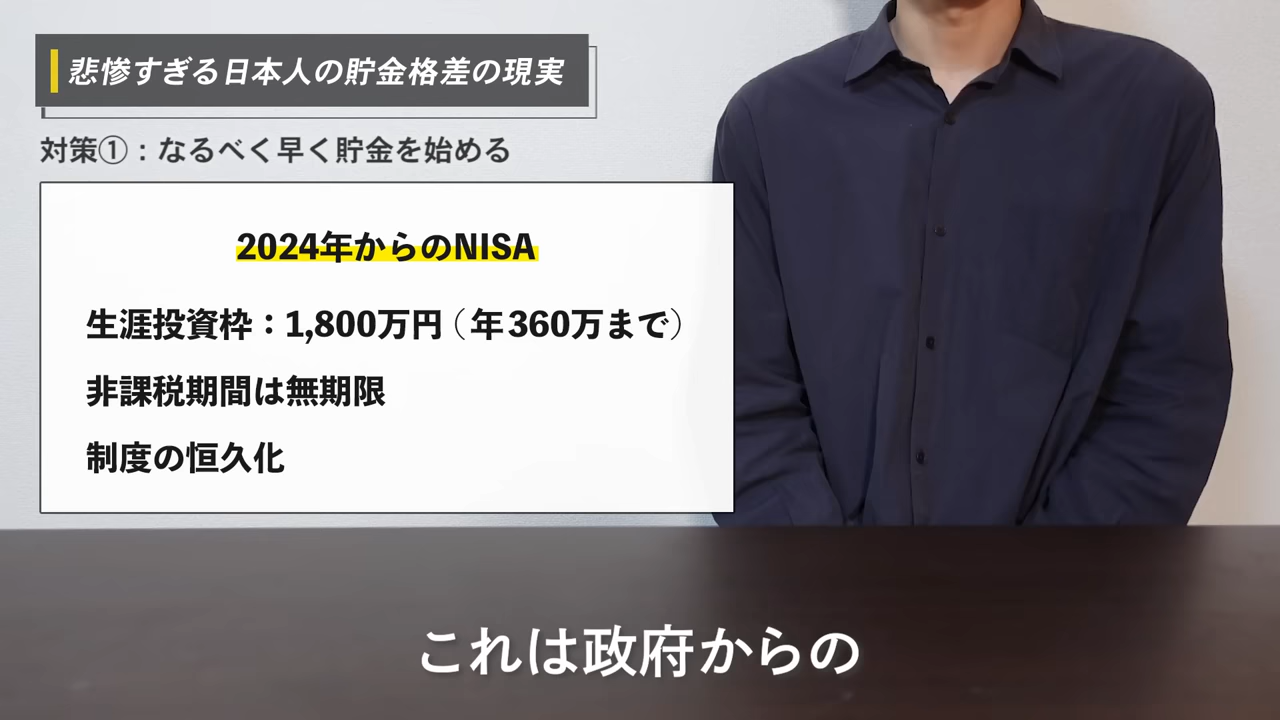 悲惨すぎる日本人の貯金格差の現実
対策①：なるべく早く貯金を始める
2024年からのNISA
生涯投資枠：1,800万円（年360万まで）
非課税期間は無期限
制度の恒久化
これは政府からの